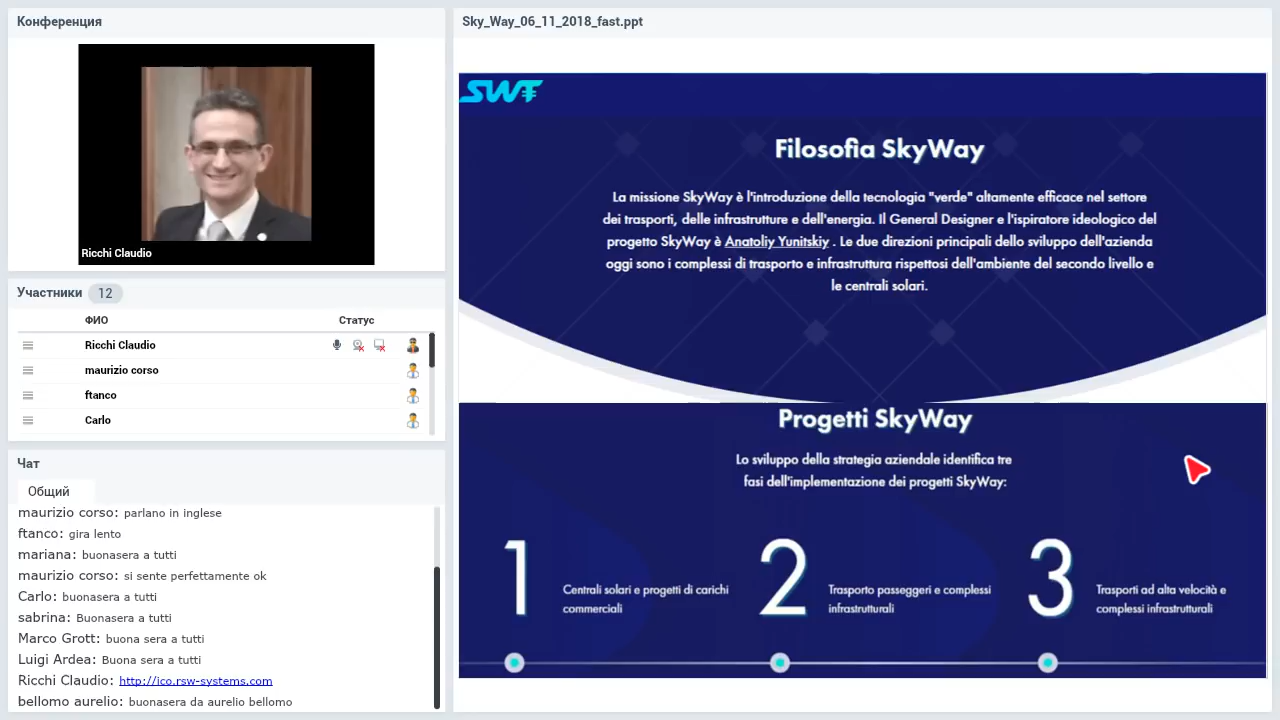 Конференция
Ricchi Claudio
Участники 12
ФИО Статус
Ricchi Claudio
maurizio corso
ftanco
Carlo
Чат
Общий
maurizio corso: parlano in inglese
ftanco: gira lento
mariana: buonasera a tutti
maurizio corso: si sente perfettamente ok
Carlo: buonasera a tutti
sabrina: Buonasera a tutti
Marco Grott: buona sera a tutti
Luigi Ardea: Buona sera a tutti
Ricchi Claudio: http://ico.rsw-systems.com
bellomo aurelio: buonasera da aurelio bellomo
Sky_Way_06_11_2018_fast.ppt
SWT
Filosofia SkyWay
La missione SkyWay è l'introduzione della tecnologia "verde" altamente efficace nel settore
dei trasporti, delle infrastrutture e dell'energia. Il General Designer e l'ispiratore ideologico del
progetto SkyWay è Anatoliy Yunitskiy . Le due direzioni principali dello sviluppo dell'azienda
oggi sono i complessi di trasporto e infrastruttura rispettosi dell'ambiente del secondo livello e
le centrali solari.
Progetti SkyWay
Lo sviluppo della strategia aziendale identifica tre
fasi dell'implementazione dei progetti SkyWay:
1
Centrali solari e progetti di carichi
commerciali
2
Trasporto passeggeri e complessi
infrastrutturali
3
Trasporti ad alta velocità e
complessi infrastrutturali